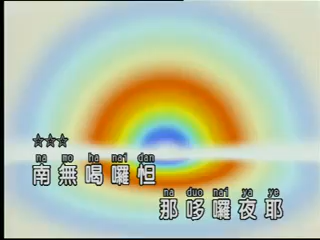 ☆☆☆
na mo ha nai dan
南無喝囉怛
na duo nai ya ye
那哆囉夜耶